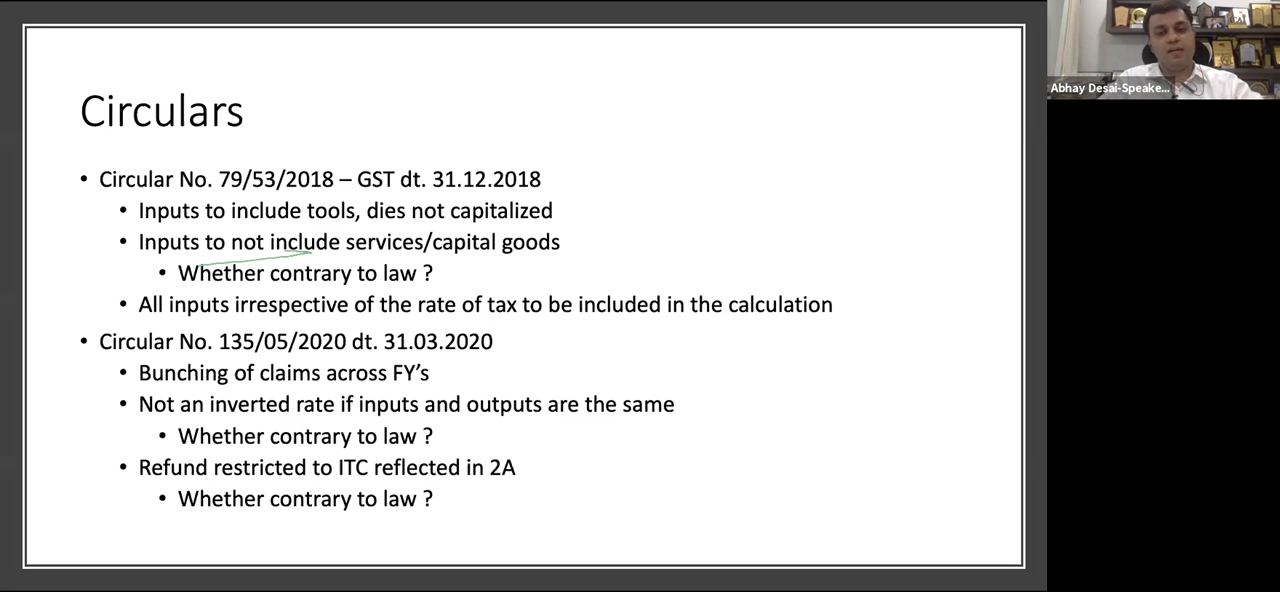 Circulars
• Circular No. 79/53/2018 – GST dt. 31.12.2018
• Inputs to include tools, dies not capitalized
• Inputs to not include services/capital goods
• Whether contrary to law ?
• All inputs irrespective of the rate of tax to be included in the calculation
• Circular No. 135/05/2020 dt. 31.03.2020
• Bunching of claims across FY’s
• Not an inverted rate if inputs and outputs are the same
• Whether contrary to law ?
• Refund restricted to ITC reflected in 2A
• Whether contrary to law ?
Abhay Desai-Speake...